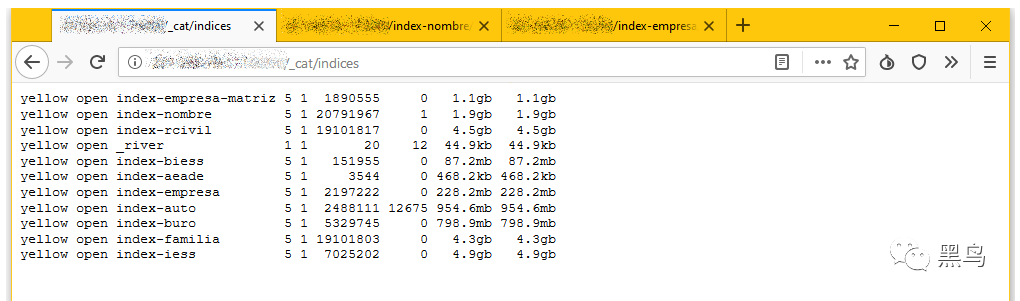 _cat/indices
/index-nombre/
/index-empresa
_cat/indices
yellow open index-empresa-matriz 5 1 1890555 0 1.1gb 1.1gb
yellow open index-nombre 5 1 20791967 1 1.9gb 1.9gb
yellow open index-rcivil 5 1 19101817 0 4.5gb 4.5gb
yellow open _river 1 1 20 12 44.9kb 44.9kb
yellow open index-biess 5 1 151955 0 87.2mb 87.2mb
yellow open index-aeade 5 1 3544 0 468.2kb 468.2kb
yellow open index-empresa 5 1 2197222 0 228.2mb 228.2mb
yellow open index-auto 5 1 2488111 12675 954.6mb 954.6mb
yellow open index-buro 5 1 5329745 0 798.9mb 798.9mb
yellow open index-familia 5 1 19101803 0 4.3gb 4.3gb
yellow open index-iess 5 1 7025202 0 4.9gb 4.9gb
黑鸟